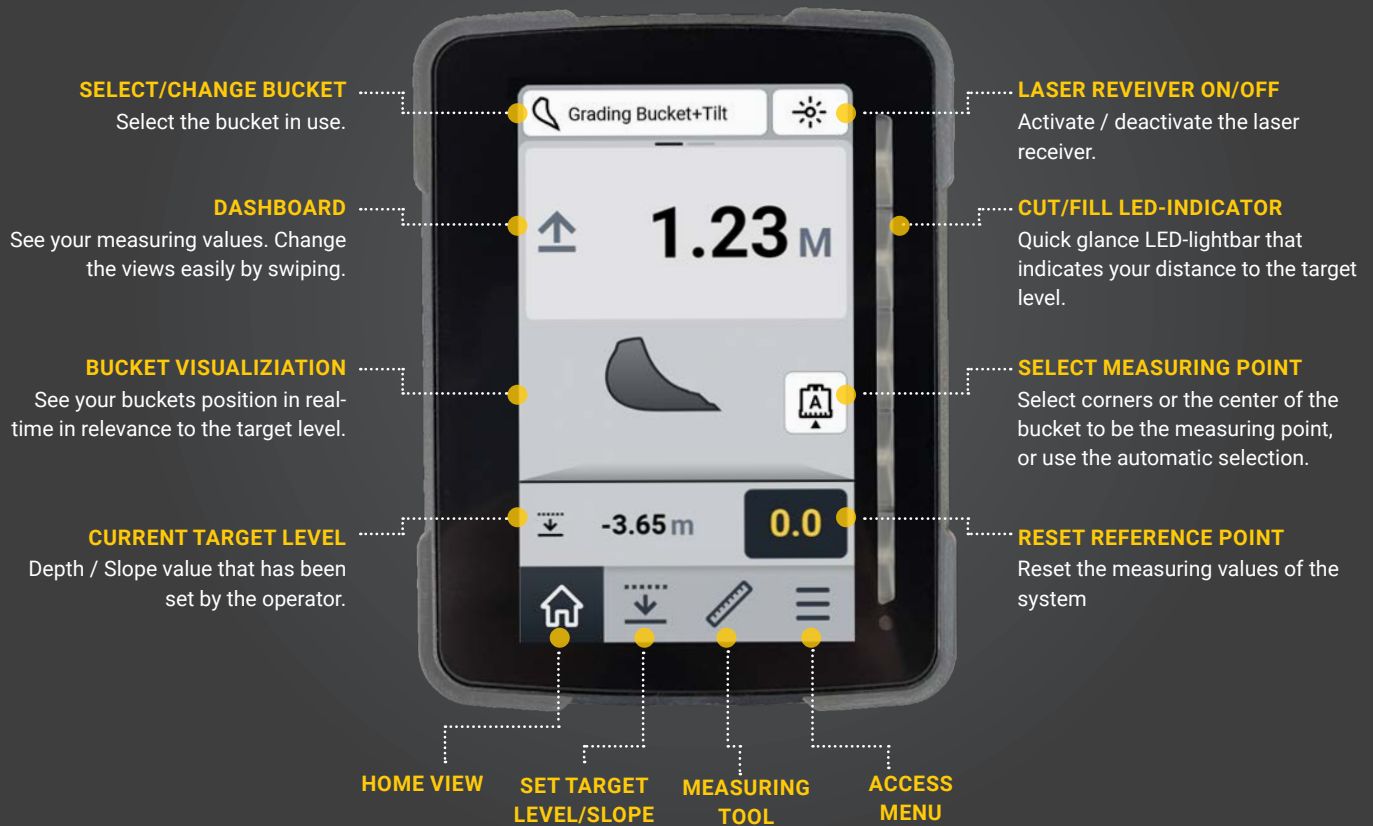 SELECT/CHANGE BUCKET
Select the bucket in use.
DASHBOARD
See your measuring values. Change
the views easily by swiping.
BUCKET VISUALIZIATION
See your buckets position in real-
time in relevance to the target level.
CURRENT TARGET LEVEL
Depth / Slope value that has been
set by the operator.
Grading Bucket+Tilt
1.23 M
A
-3.65 m
0.0
LASER REVEIVER ON/OFF
Activate / deactivate the laser
receiver.
CUT/FILL LED-INDICATOR
Quick glance LED-lightbar that
indicates your distance to the target
level.
SELECT MEASURING POINT
Select corners or the center of the
bucket to be the measuring point,
or use the automatic selection.
RESET REFERENCE POINT
Reset the measuring values of the
system
HOME VIEW
SET TARGET
LEVEL/SLOPE
MEASURING
TOOL
ACCESS
MENU